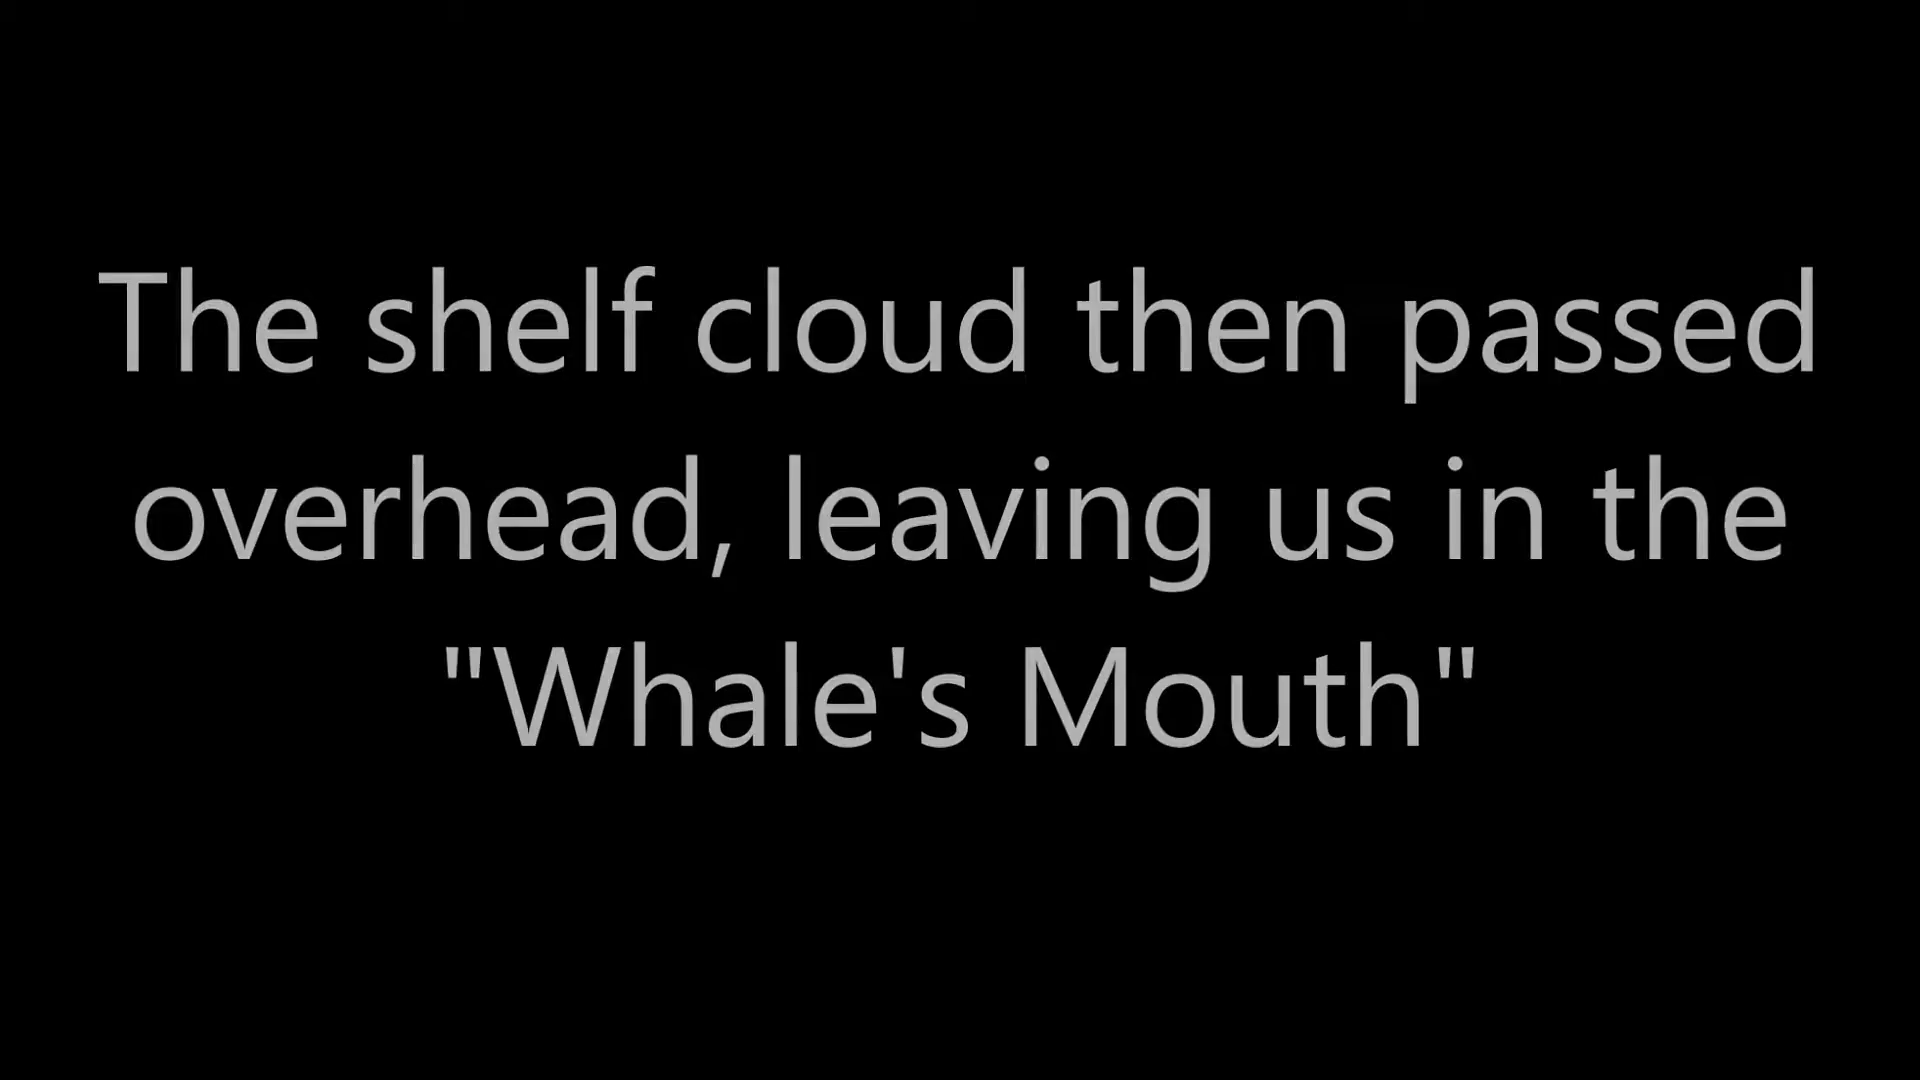 The shelf cloud then passed
overhead, leaving us in the
"Whale's Mouth"